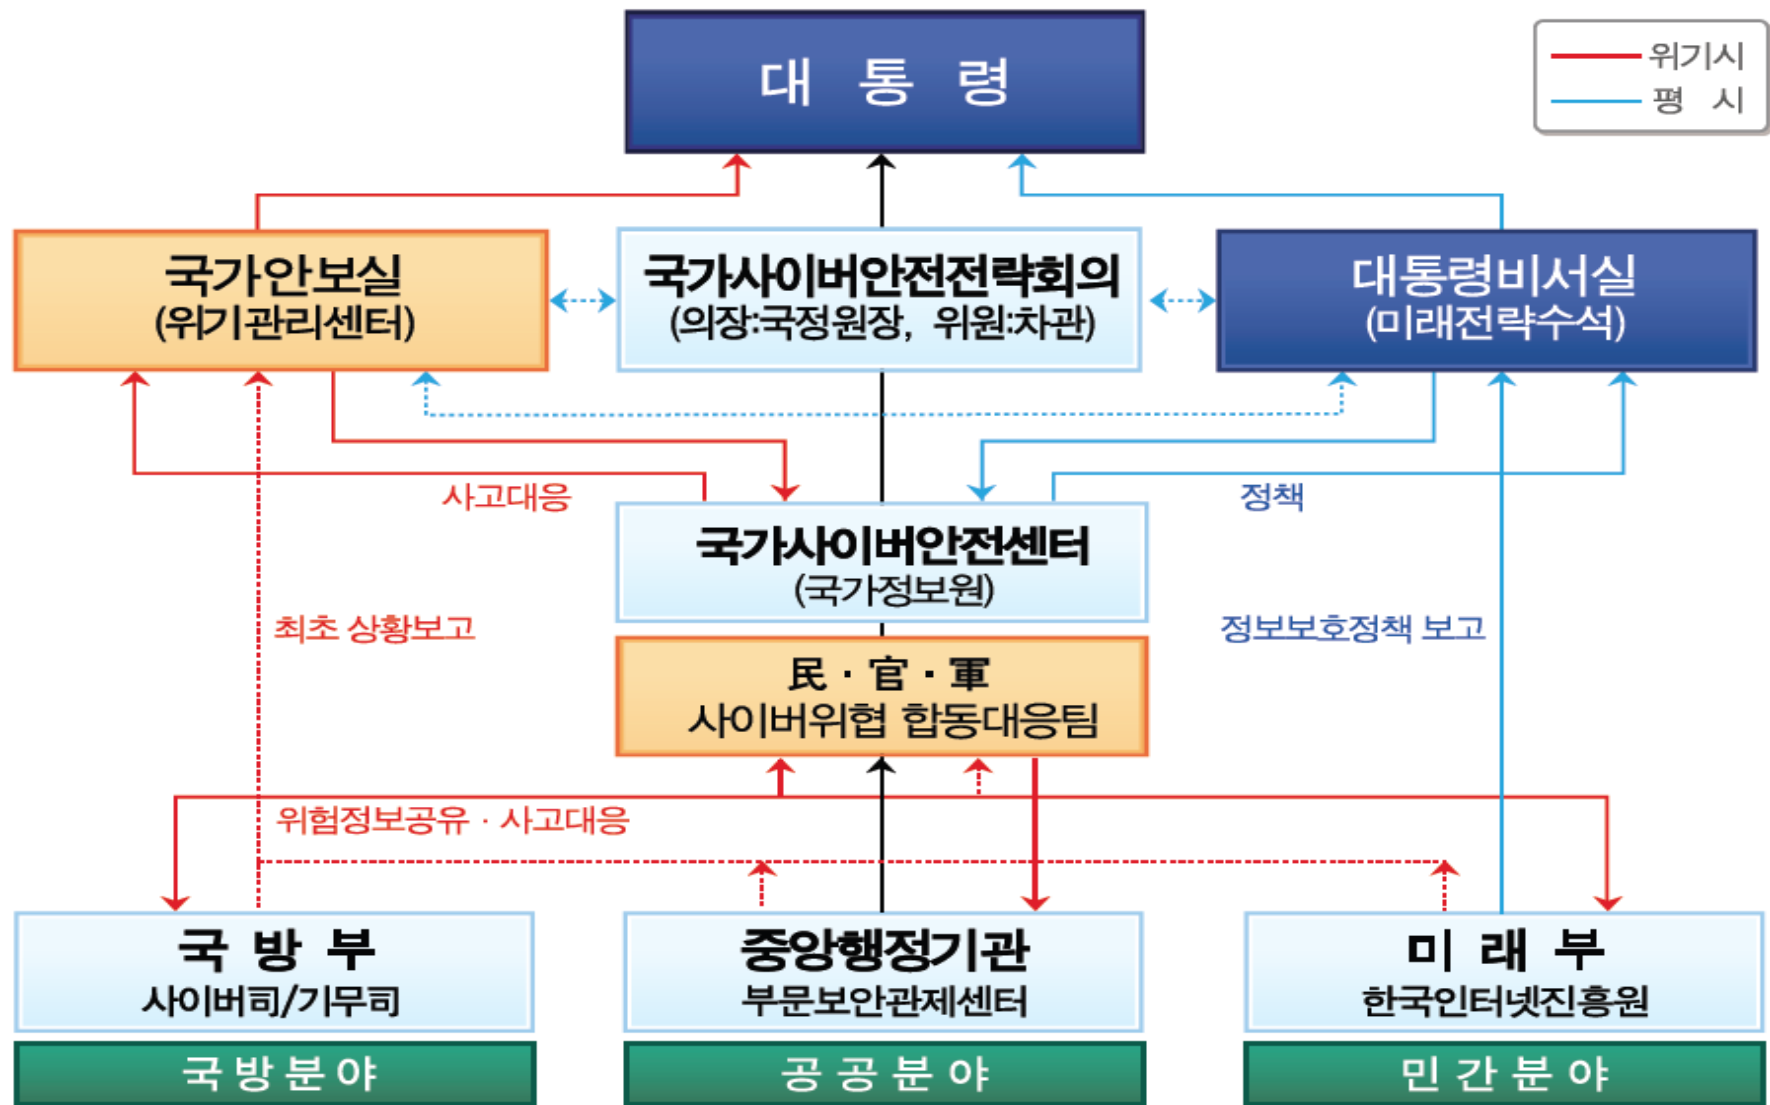 대 통 령
위기시
평 시
국가안보실
(위기관리센터)
국가사이버안전전략회의
(의장:국정원장, 위원:차관)
대통령비서실
(미래전략수석)
사고대응
정책
국가사이버안전센터
(국가정보원)
최초 상황보고
정보보호정책 보고
民·官·軍
사이버위협 합동대응팀
위험정보공유 · 사고대응
국 방 부
사이버司/기무司
중앙행정기관
부문보안관제센터
미 래 부
한국인터넷진흥원
국방분야
공공분야
민간분야